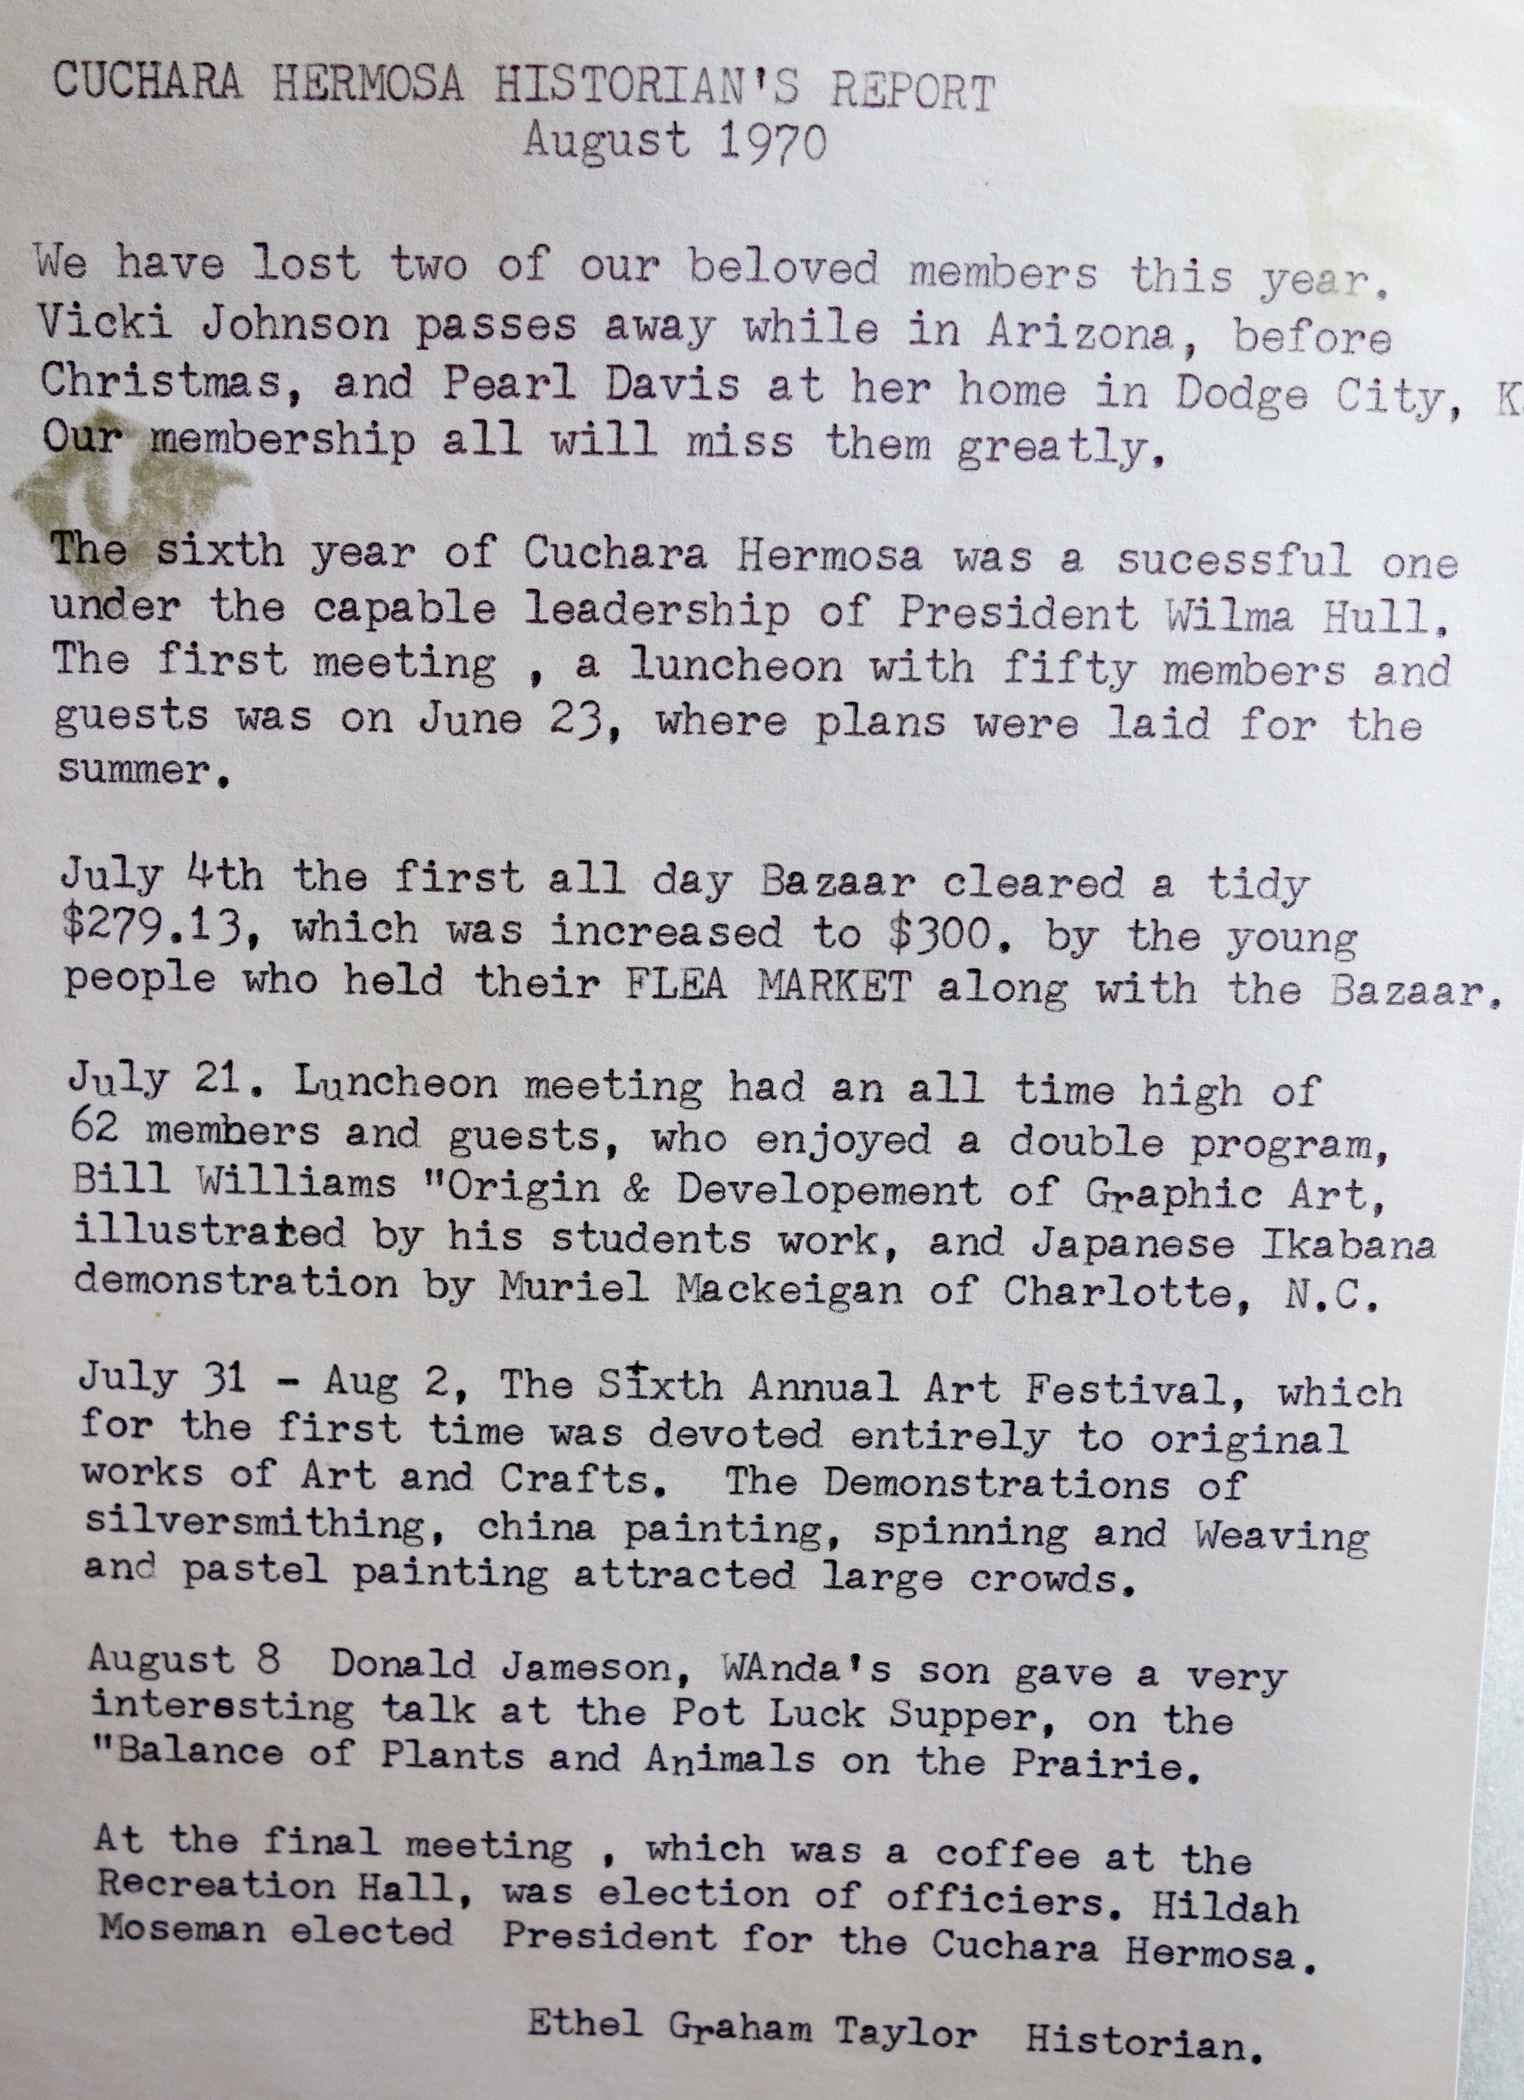 CUCHARA HERMOSA HISTORIAN'S REPORT
August 1970
We have lost two of our beloved members this year.
Vicki Johnson passes away while in Arizona, before
Christmas, and Pearl Davis at her home in Dodge City,
Our membership all will miss them greatly.
The sixth year of Cuchara Hermosa was a sucessful one
under the capable leadership of President Wilma Hull.
The first meeting , a luncheon with fifty members and
guests was on June 23, where plans were laid for the
summer.
July 4th the first all day Bazaar cleared a tidy
$279.13, which was increased to $300. by the young
people who held their FLEA MARKET along with the Bazaar.
July 21. Luncheon meeting had an all time high of
62 members and guests, who enjoyed a double program,
Bill Williams "Origin & Developement of Graphic Art,
illustrated by his students work, and Japanese Ikabana
demonstration by Muriel Mackeigan of Charlotte, N.C.
July 31 - Aug 2, The Sixth Annual Art Festival, which
for the first time was devoted entirely to original
works of Art and Crafts.  The Demonstrations of
silversmithing, china painting, spinning and Weaving
and pastel painting attracted large crowds.
August 8  Donald Jameson, WAnda's son gave a very
interesting talk at the Pot Luck Supper, on the
"Balance of Plants and Animals on the Prairie.
At the final meeting , which was a coffee at the
Recreation Hall, was election of officiers. Hildah
Moseman elected  President for the Cuchara Hermosa.
Ethel Graham Taylor  Historian.